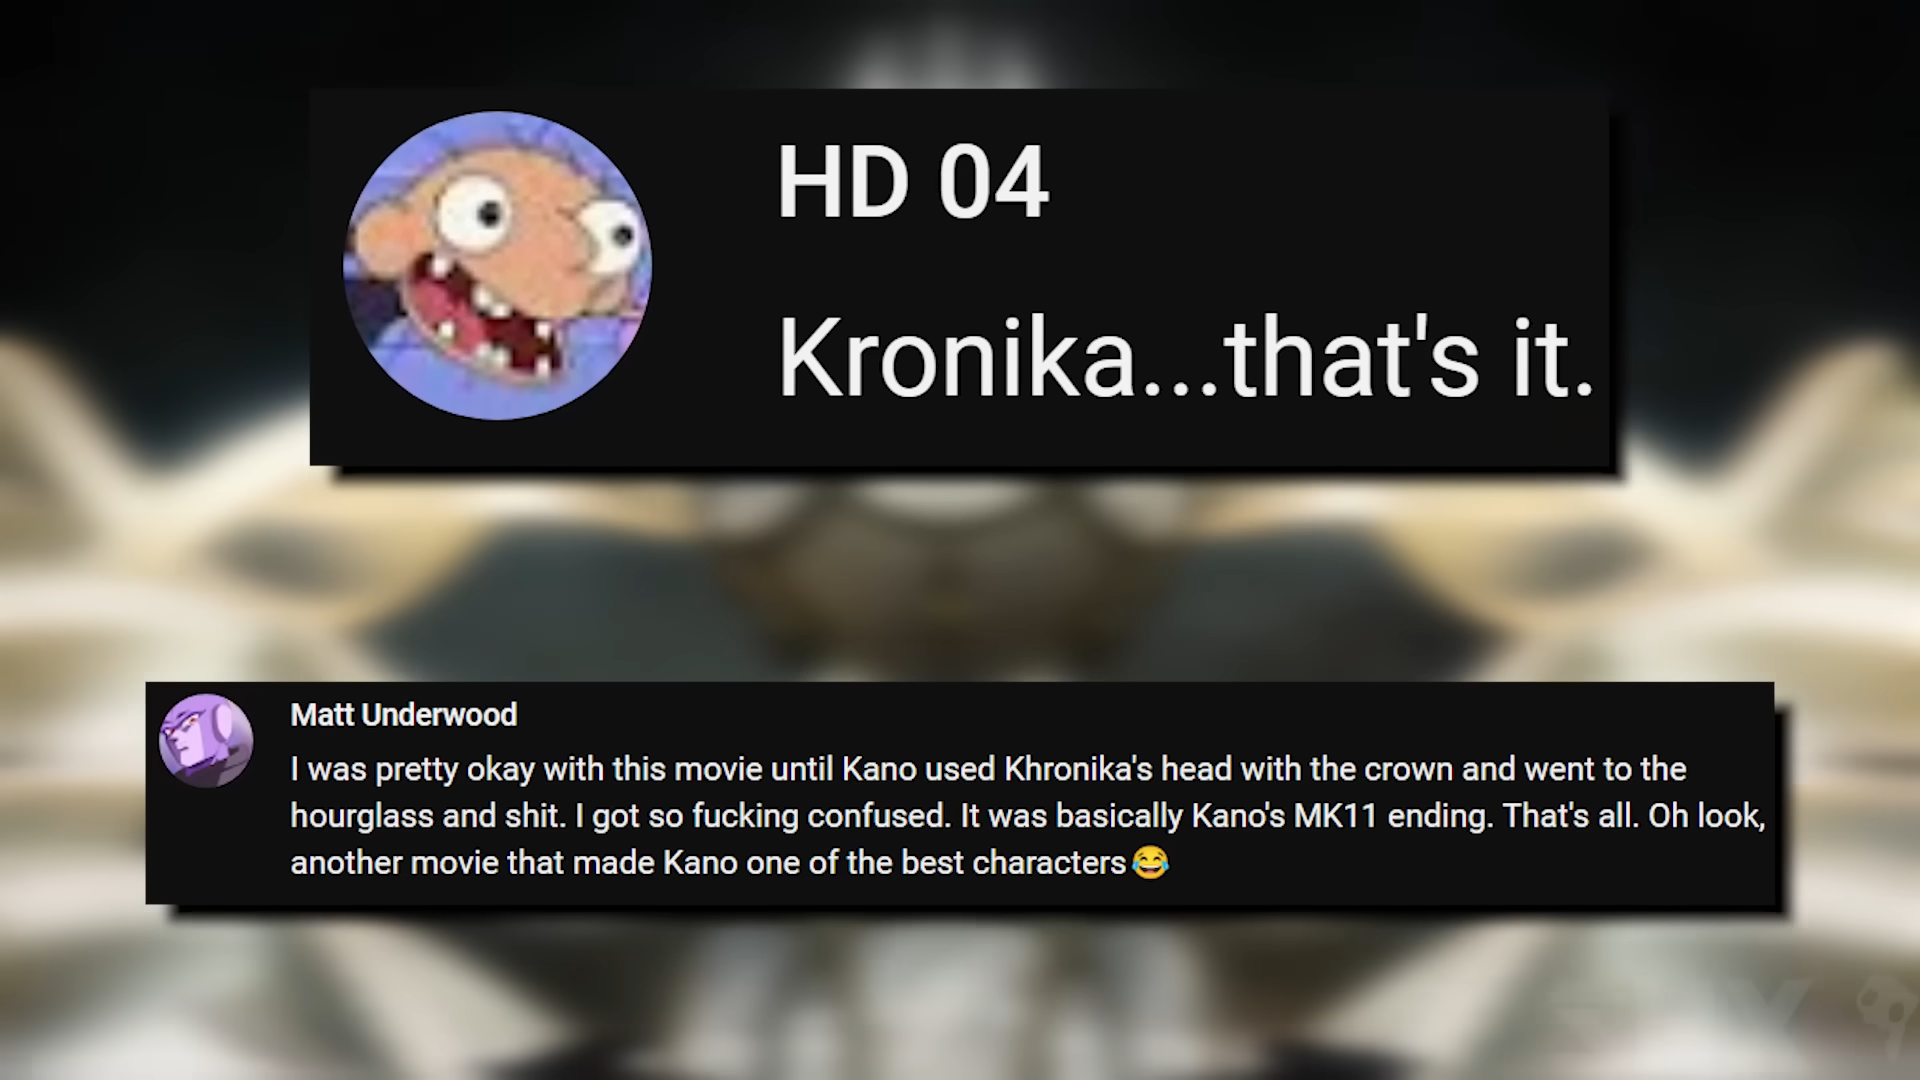 HD 04
Kronika...that's it.
Matt Underwood
I was pretty okay with this movie until Kano used Khronika's head with the crown and went to the
hourglass and shit. I got so fucking confused. It was basically Kano's MK11 ending. That's all. Oh look,
another movie that made Kano one of the best characters😂